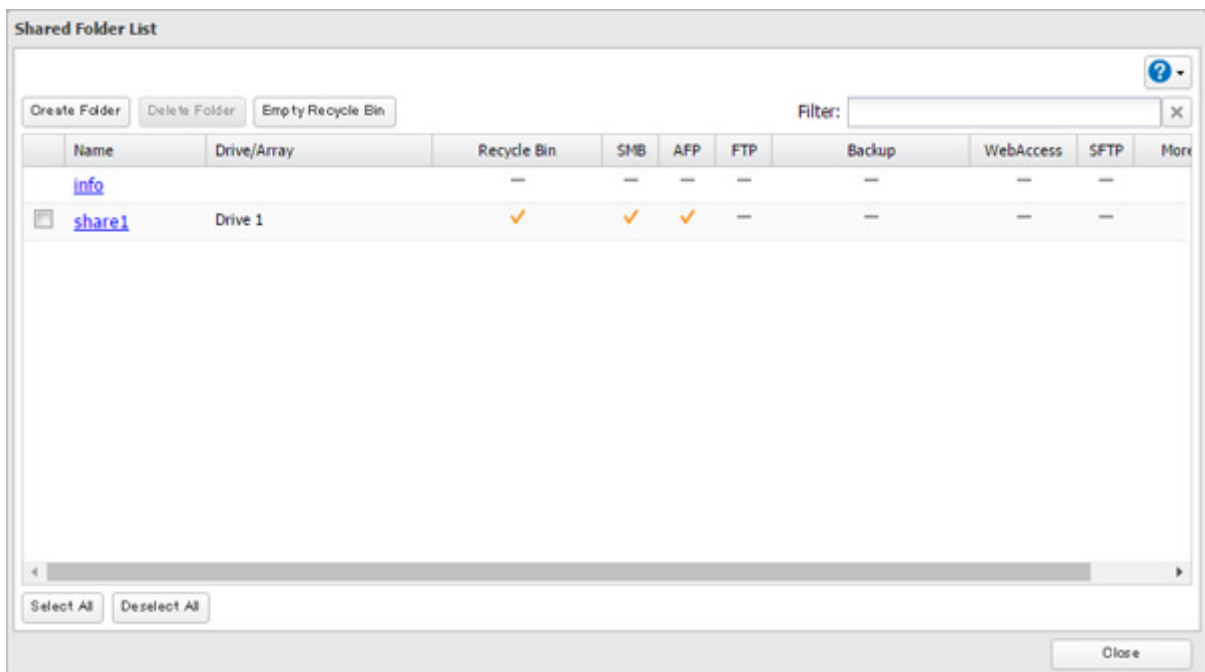 Shared Folder List
?
Create Folder Delete Folder Empty Recycle Bin Filter:
Name Drive/Array Recycle Bin SMB AFP FTP Backup WebAccess SFTP More
info — — — — — — —
share1 Drive 1 ✓ ✓ ✓ — — — —
Select All Deselect All
Close